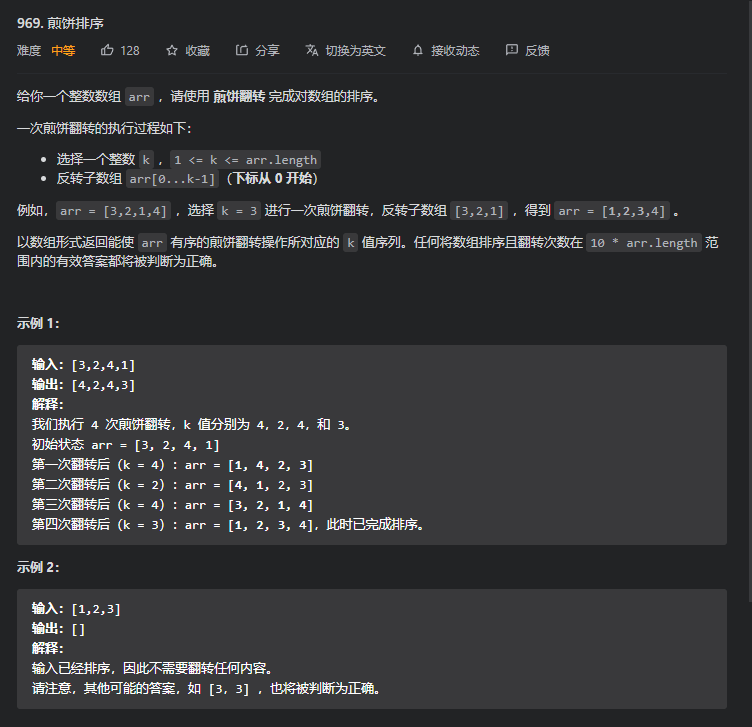 969. 煎饼排序
难度 中等 128 收藏 分享 切换为英文 接收动态 反馈
给你一个整数数组 arr ，请使用 煎饼翻转 完成对数组的排序。
一次煎饼翻转的执行过程如下：
• 选择一个整数 k ，1 <= k <= arr.length
• 反转子数组 arr[0...k-1]（下标从 0 开始）
例如，arr = [3,2,1,4] ，选择 k = 3 进行一次煎饼翻转，反转子数组 [3,2,1] ，得到 arr = [1,2,3,4] 。
以数组形式返回能使 arr 有序的煎饼翻转操作所对应的 k 值序列。任何将数组排序且翻转次数在 10 * arr.length 范
围内的有效答案都将被判断为正确。
示例 1：
输入：[3,2,4,1]
输出：[4,2,4,3]
解释：
我们执行 4 次煎饼翻转，k 值分别为 4，2，4，和 3。
初始状态 arr = [3, 2, 4, 1]
第一次翻转后（k = 4）：arr = [1, 4, 2, 3]
第二次翻转后（k = 2）：arr = [4, 1, 2, 3]
第三次翻转后（k = 4）：arr = [3, 2, 1, 4]
第四次翻转后（k = 3）：arr = [1, 2, 3, 4]，此时已完成排序。
示例 2：
输入：[1,2,3]
输出：[]
解释：
输入已经排序，因此不需要翻转任何内容。
请注意，其他可能的答案，如 [3, 3] ，也将被判断为正确。